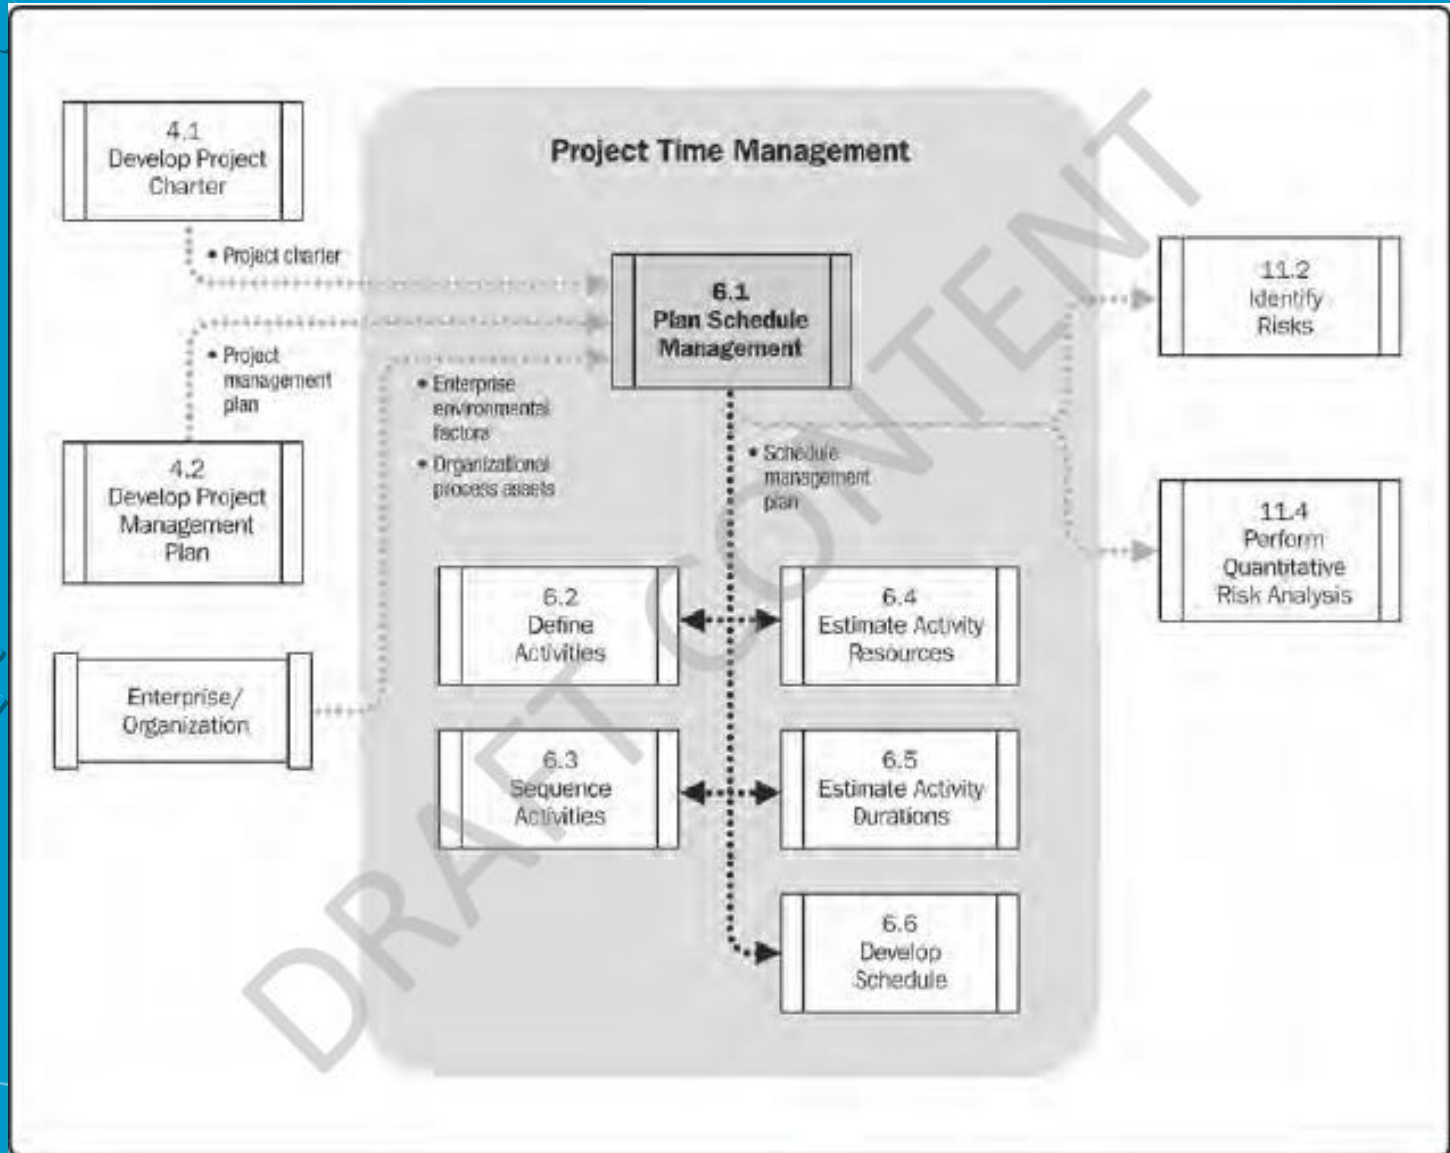 Project Time Management
4.1
Develop Project
Charter
• Project charter
6.1
Plan Schedule
Management
11.2
Identify
Risks
• Project
management
plan
• Enterprise
environmental
factors
• Organizational
process assets
• Schedule
management
plan
4.2
Develop Project
Management
Plan
11.4
Perform
Quantitative
Risk Analysis
6.2
Define
Activities
6.4
Estimate Activity
Resources
Enterprise/
Organization
6.3
Sequence
Activities
6.5
Estimate Activity
Durations
6.6
Develop
Schedule
DRAFT CONTENT